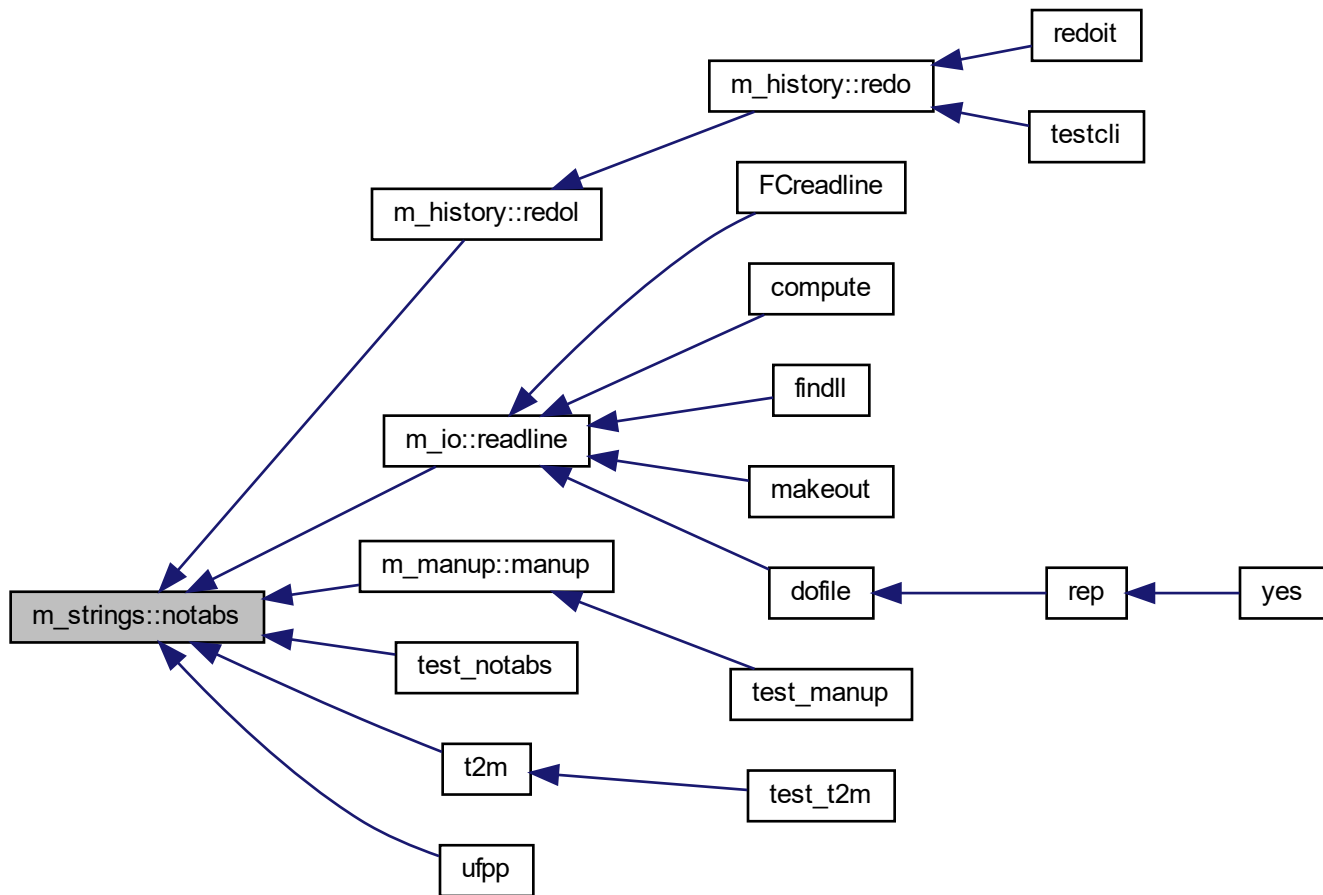 redoit
m_history::redo
testcli
FCreadline
m_history::redol
compute
findll
m_io::readline
makeout
m_manup::manup
dofile
rep
yes
m_strings::notabs
test_notabs
test_manup
t2m
test_t2m
ufpp